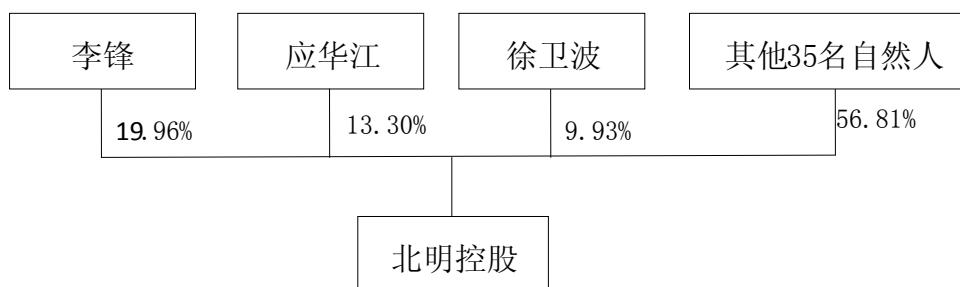 李锋
应华江
徐卫波
其他35名自然人
19.96%
13.30%
9.93%
56.81%
北明控股